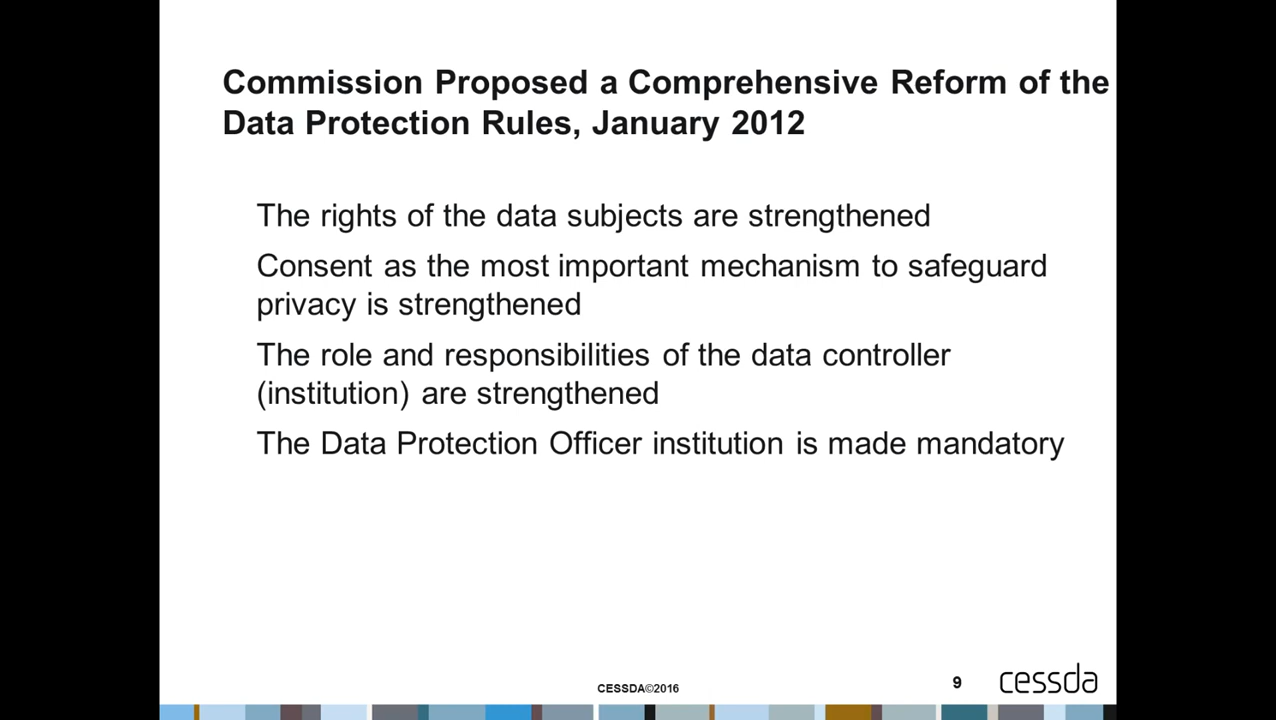 Commission Proposed a Comprehensive Reform of the
Data Protection Rules, January 2012
The rights of the data subjects are strengthened
Consent as the most important mechanism to safeguard
privacy is strengthened
The role and responsibilities of the data controller
(institution) are strengthened
The Data Protection Officer institution is made mandatory
CESSDA©2016
9
cessda